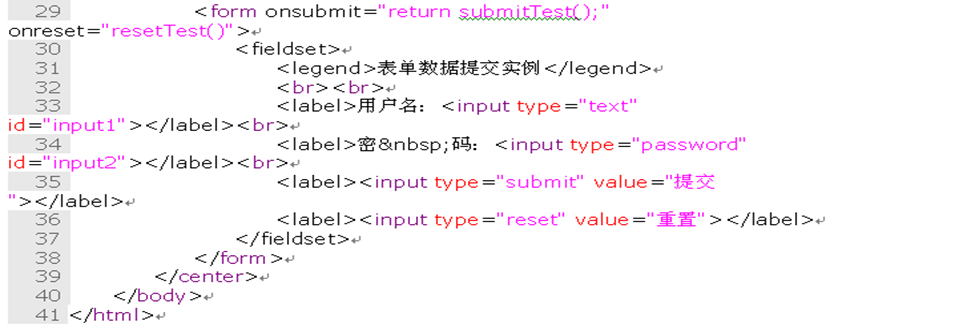 29 <form onsubmit="return submitTest();"
onreset="resetTest()">↵
30 <fieldset>↵
31 <legend>表单数据提交实例</legend>↵
32 <br><br>↵
33 <label>用户名：<input type="text"
id="input1"></label><br>↵
34 <label>密&nbsp;码：<input type="password"
id="input2"></label><br>↵
35 <label><input type="submit" value="提交
"></label>↵
36 <label><input type="reset" value="重置"></label>↵
37 </fieldset>↵
38 </form>↵
39 </center>↵
40 </body>↵
41 </html>↵